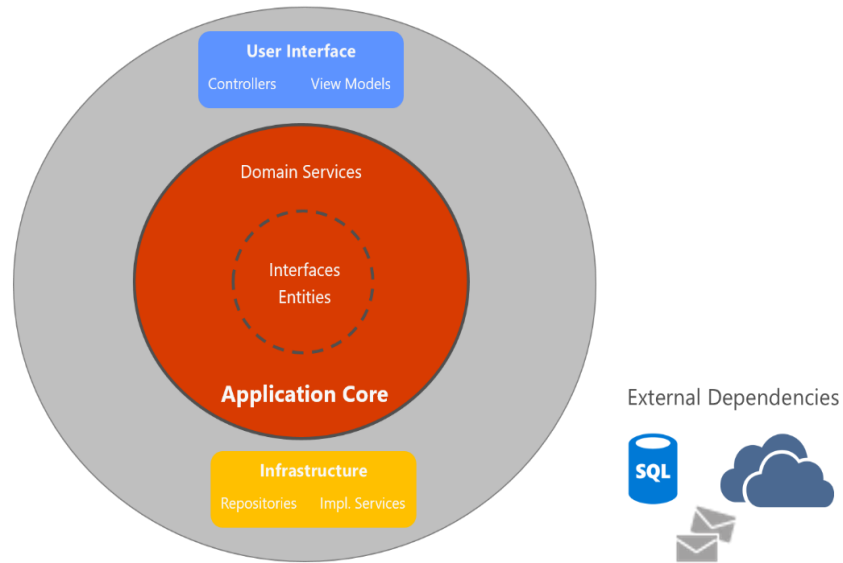 User Interface
Controllers View Models
Domain Services
Interfaces
Entities
Application Core
External Dependencies
Infrastructure
SQL
Repositories Impl. Services